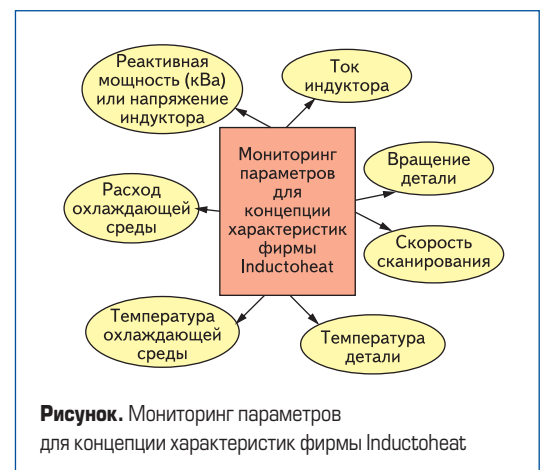 Реактивная
мощность (кВа)
или напряжение
индуктора
Ток
индуктора
Мониторинг
параметров
для
концепции
характеристик
фирмы
Inductoheat
Вращение
детали
Расход
охлаждающей
среды
Скорость
сканирования
Температура
охлаждающей
среды
Температура
детали
Рисунок. Мониторинг параметров
для концепции характеристик фирмы Inductoheat